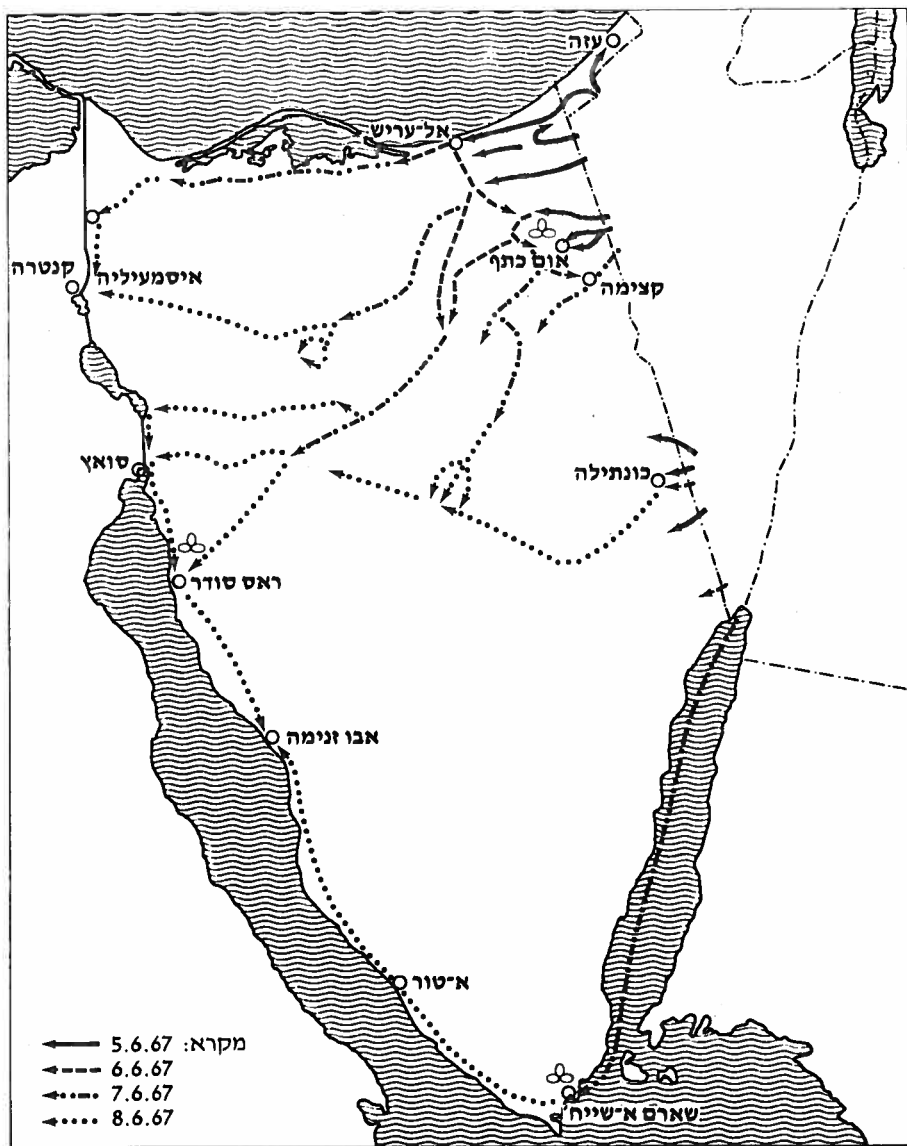 עזה
אל־עריש
אום כתף
קצימה
איסמעיליה
קנטרה
סואץ
כונתילה
ראס סודר
אבו זנימה
א־טור
שארם א־שייח
מקרא: 5.6.67
6.6.67
7.6.67
8.6.67